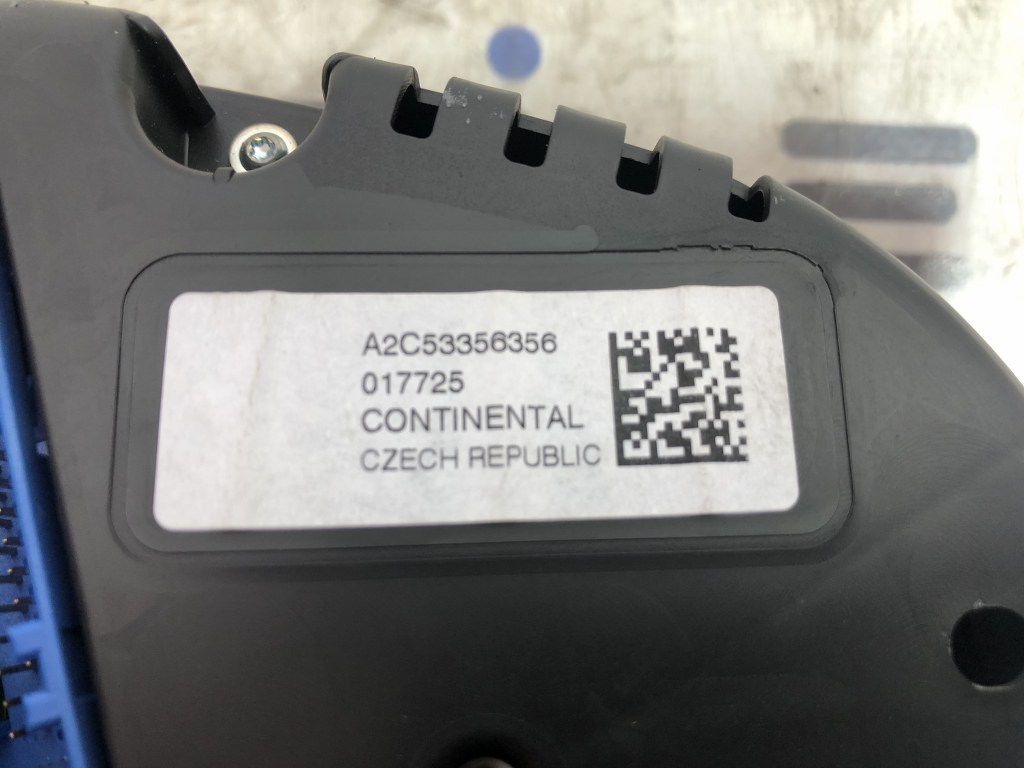 A2C53356356
017725
CONTINENTAL
CZECH REPUBLIC